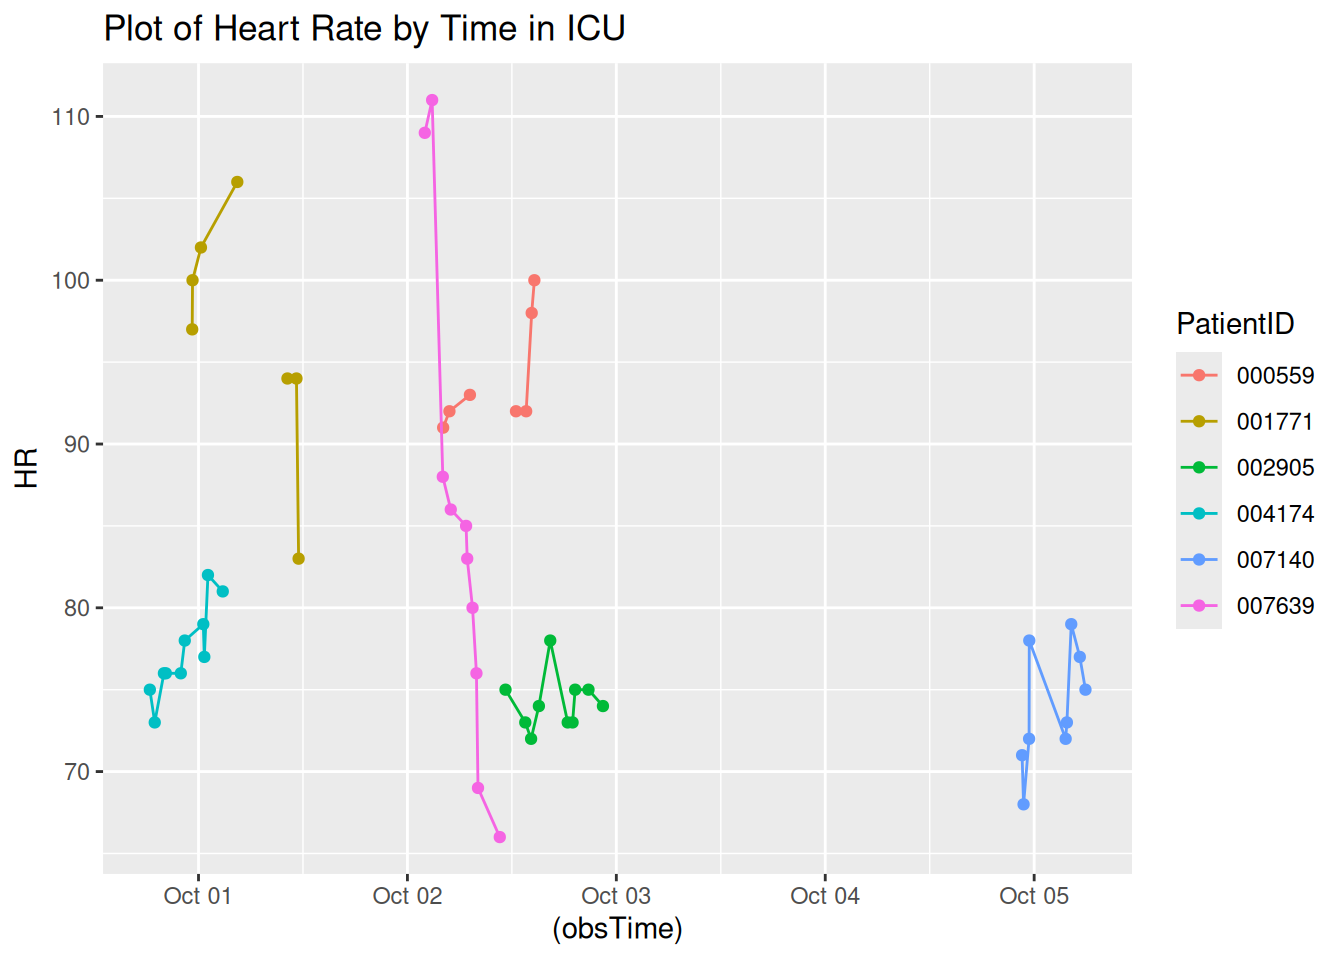 Plot of Heart Rate by Time in ICU
110
100
90
80
70
HR
Oct 01 Oct 02 Oct 03 Oct 04 Oct 05
(obsTime)
PatientID
000559
001771
002905
004174
007140
007639